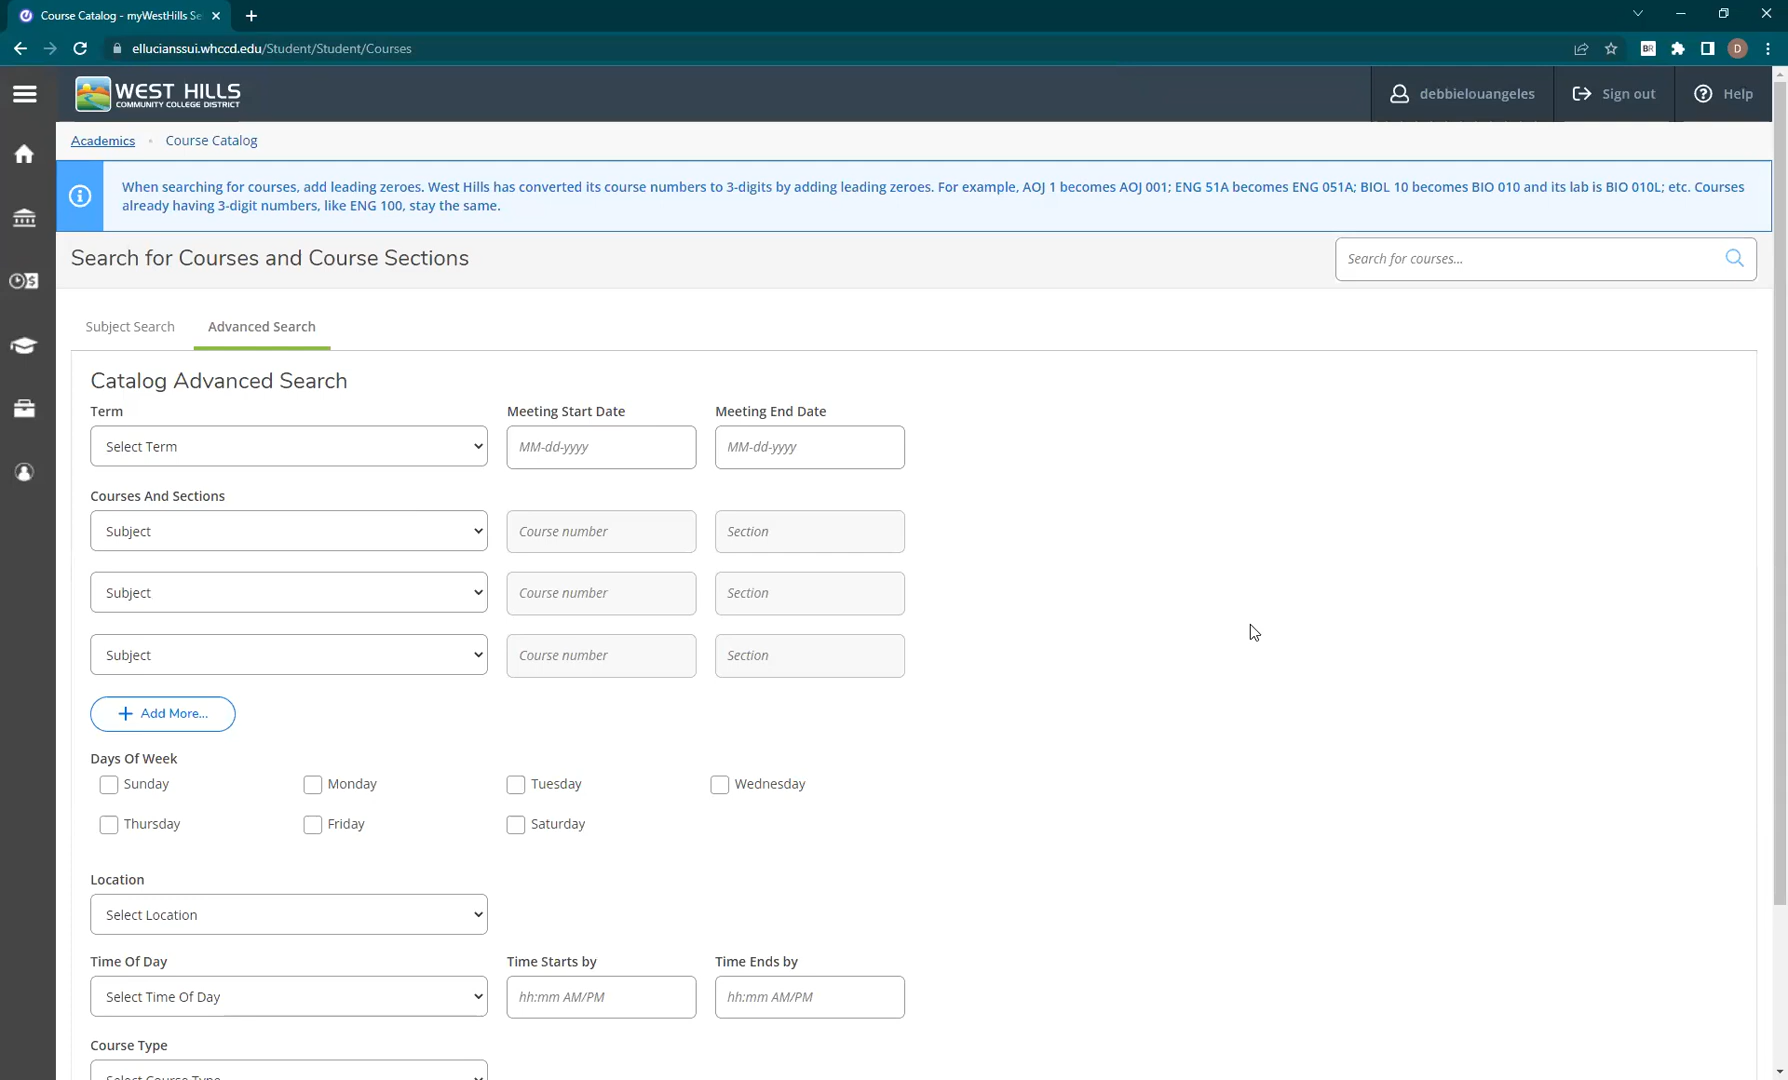 Course Catalog - myWestHills Se
ellucianssui.whccd.edu/Student/Student/Courses
BR
D
WEST HILLS
COMMUNITY COLLEGE DISTRICT
debbielouangeles
Sign out
Help
Academics
Course Catalog
When searching for courses, add leading zeroes. West Hills has converted its course numbers to 3-digits by adding leading zeroes. For example, AOJ 1 becomes AOJ 001; ENG 51A becomes ENG 051A; BIOL 10 becomes BIO 010 and its lab is BIO 010L; etc. Courses
already having 3-digit numbers, like ENG 100, stay the same.
Search for Courses and Course Sections
Search for courses...
Subject Search
Advanced Search
Catalog Advanced Search
Term
Meeting Start Date
Meeting End Date
Select Term
MM-dd-yyyy
MM-dd-yyyy
Courses And Sections
Subject
Course number
Section
Subject
Course number
Section
Subject
Course number
Section
+ Add More...
Days Of Week
Sunday
Monday
Tuesday
Wednesday
Thursday
Friday
Saturday
Location
Select Location
Time Of Day
Time Starts by
Time Ends by
Select Time Of Day
hh:mm AM/PM
hh:mm AM/PM
Course Type
Select Course Type